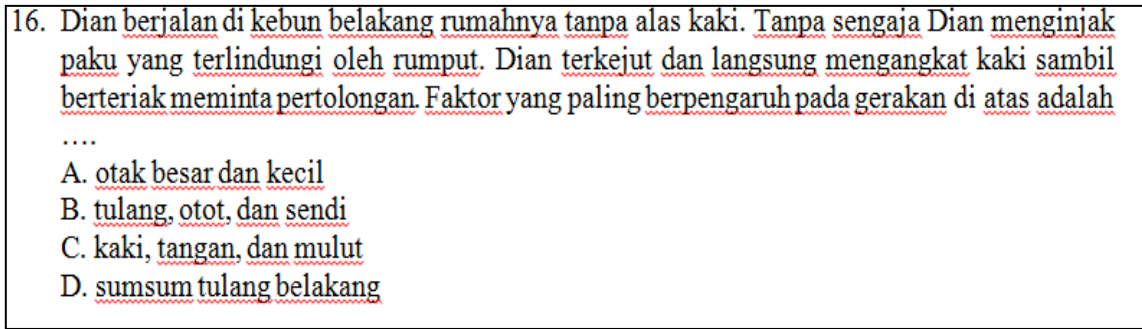 16. Dian berjalan di kebun belakang rumahnya tanpa alas kaki. Tanpa sengaja Dian menginjak
paku yang terlindungi oleh rumput. Dian terkejut dan langsung mengangkat kaki sambil
berteriak meminta pertolongan. Faktor yang paling berpengaruh pada gerakan di atas adalah
....
A. otak besar dan kecil
B. tulang, otot, dan sendi
C. kaki, tangan, dan mulut
D. sumsum tulang belakang